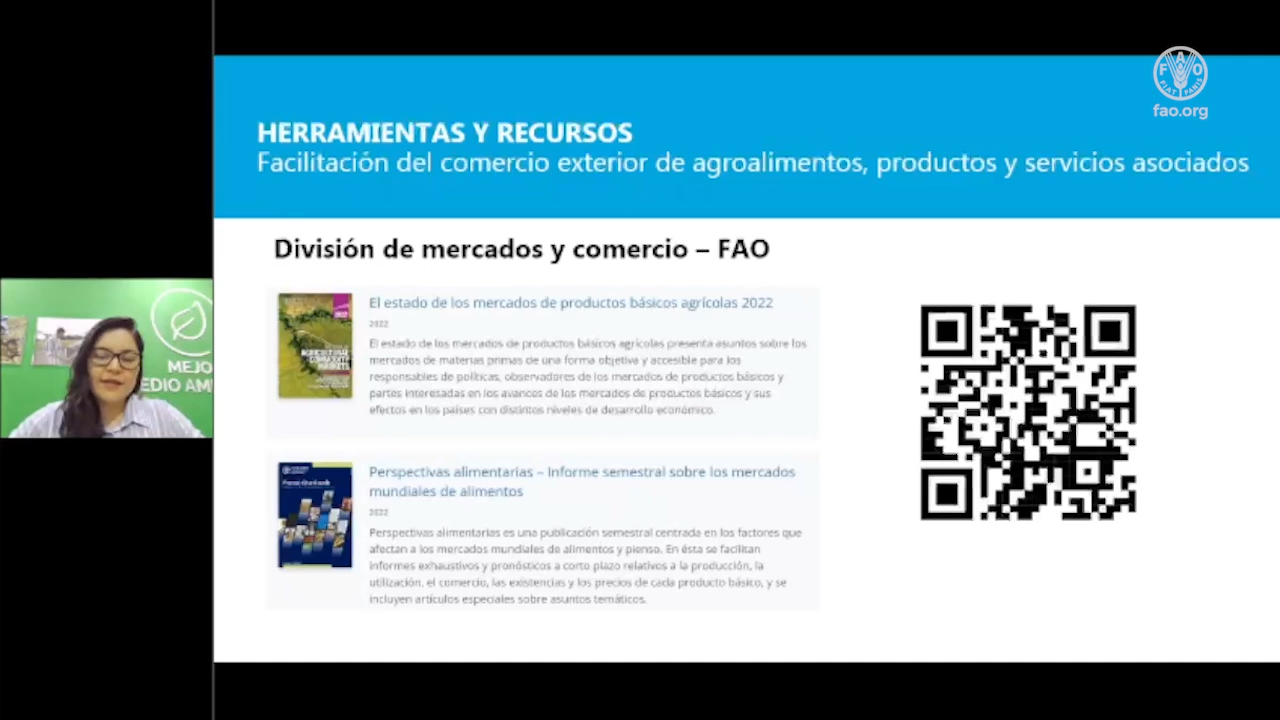 FAO
FIAT PANIS
fao.org
HERRAMIENTAS Y RECURSOS
Facilitación del comercio exterior de agroalimentos, productos y servicios asociados
División de mercados y comercio – FAO
El estado de los mercados de productos básicos agrícolas 2022
2022
El estado de los mercados de productos básicos agrícolas presenta asuntos sobre los
mercados de materias primas de una forma objetiva y accesible para los
responsables de políticas, observadores de los mercados de productos básicos y
partes interesadas en los avances de los mercados de productos básicos y sus
efectos en los países con distintos niveles de desarrollo económico.
2022
AGRICULTURAL
COMMODITY
MARKETS
Perspectivas alimentarias – Informe semestral sobre los mercados
mundiales de alimentos
2022
Perspectivas alimentarias es una publicación semestral centrada en los factores que
afectan a los mercados mundiales de alimentos y pienso. En ésta se facilitan
informes exhaustivos y pronósticos a corto plazo relativos a la producción, la
utilización, el comercio, las existencias y los precios de cada producto básico, y se
incluyen artículos especiales sobre asuntos temáticos.
MEJO
EDIO AM